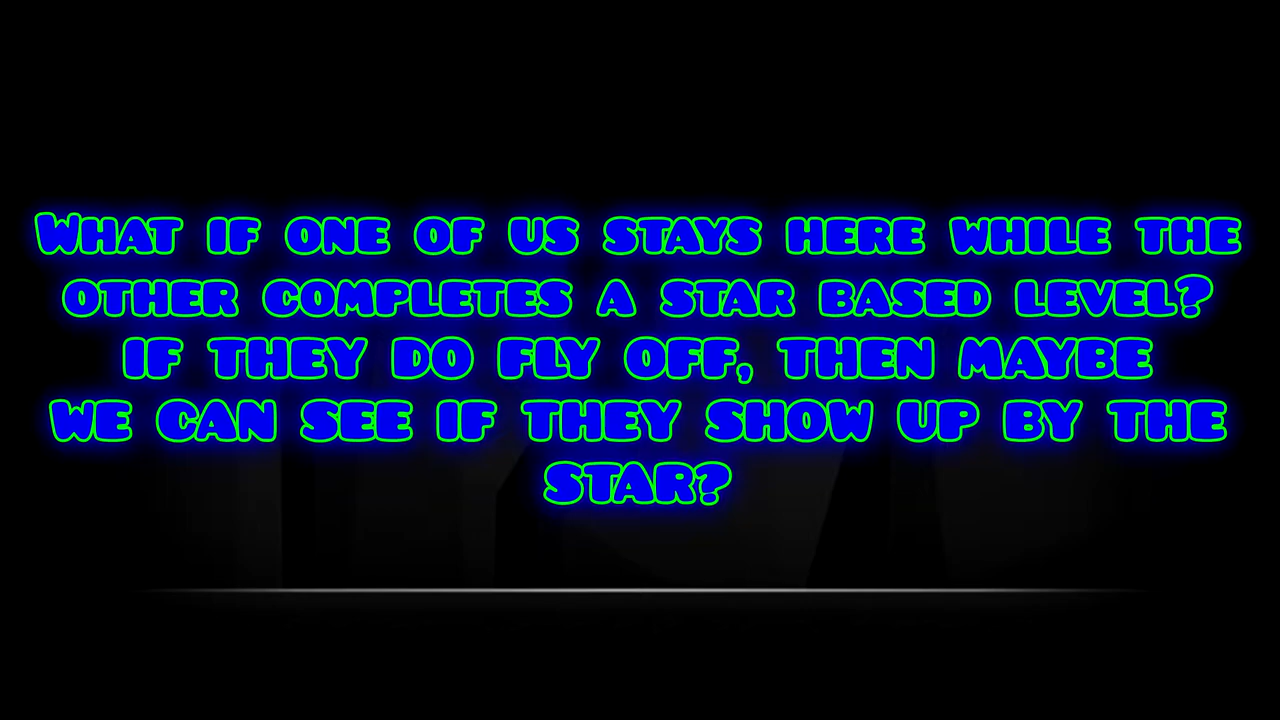 What if one of us stays here while the
other completes a star based level?
If they do fly off, then maybe
we can see if they show up by the
star?